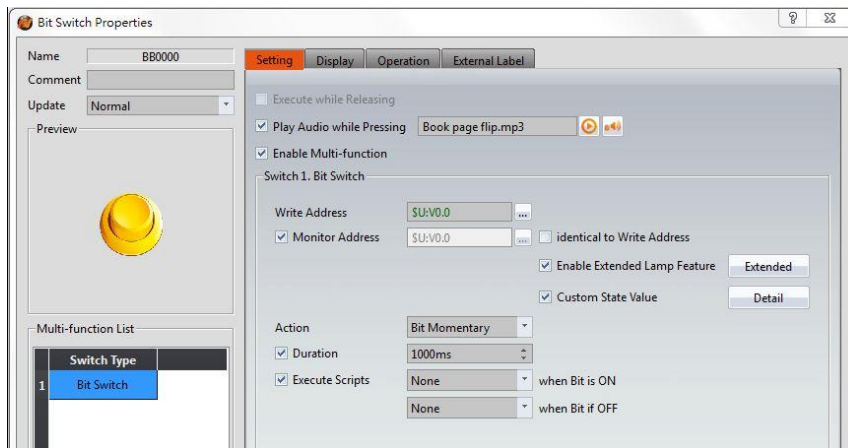 Bit Switch Properties
Name BB0000
Comment
Update Normal
Preview
Multi-function List
Switch Type
1 Bit Switch
Setting Display Operation External Label
Execute while Releasing
Play Audio while Pressing Book page flip.mp3
Enable Multi-function
Switch 1. Bit Switch
Write Address $U:V0.0 ...
Monitor Address $U:V0.0 ... identical to Write Address
Enable Extended Lamp Feature Extended
Custom State Value Detail
Action Bit Momentary
Duration 1000ms
Execute Scripts None when Bit is ON
None when Bit if OFF